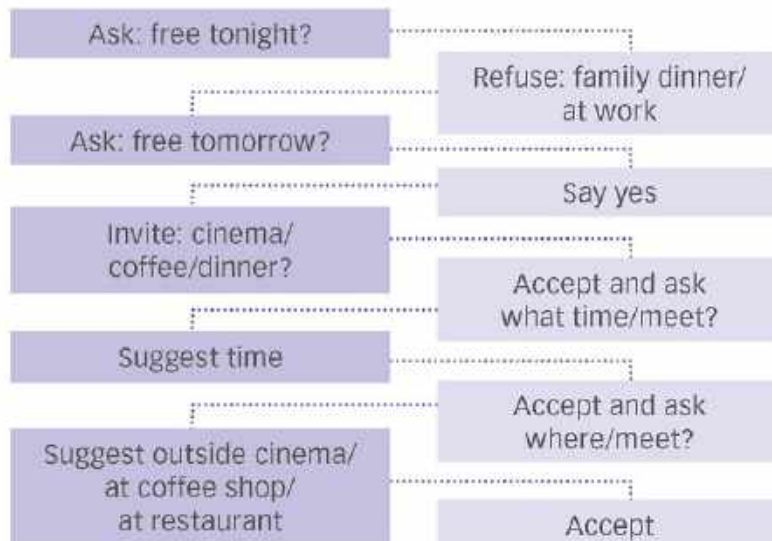 Ask: free tonight?
Refuse: family dinner/
at work
Ask: free tomorrow?
Say yes
Invite: cinema/
coffee/dinner?
Accept and ask
what time/meet?
Suggest time
Accept and ask
where/meet?
Suggest outside cinema/
at coffee shop/
at restaurant
Accept